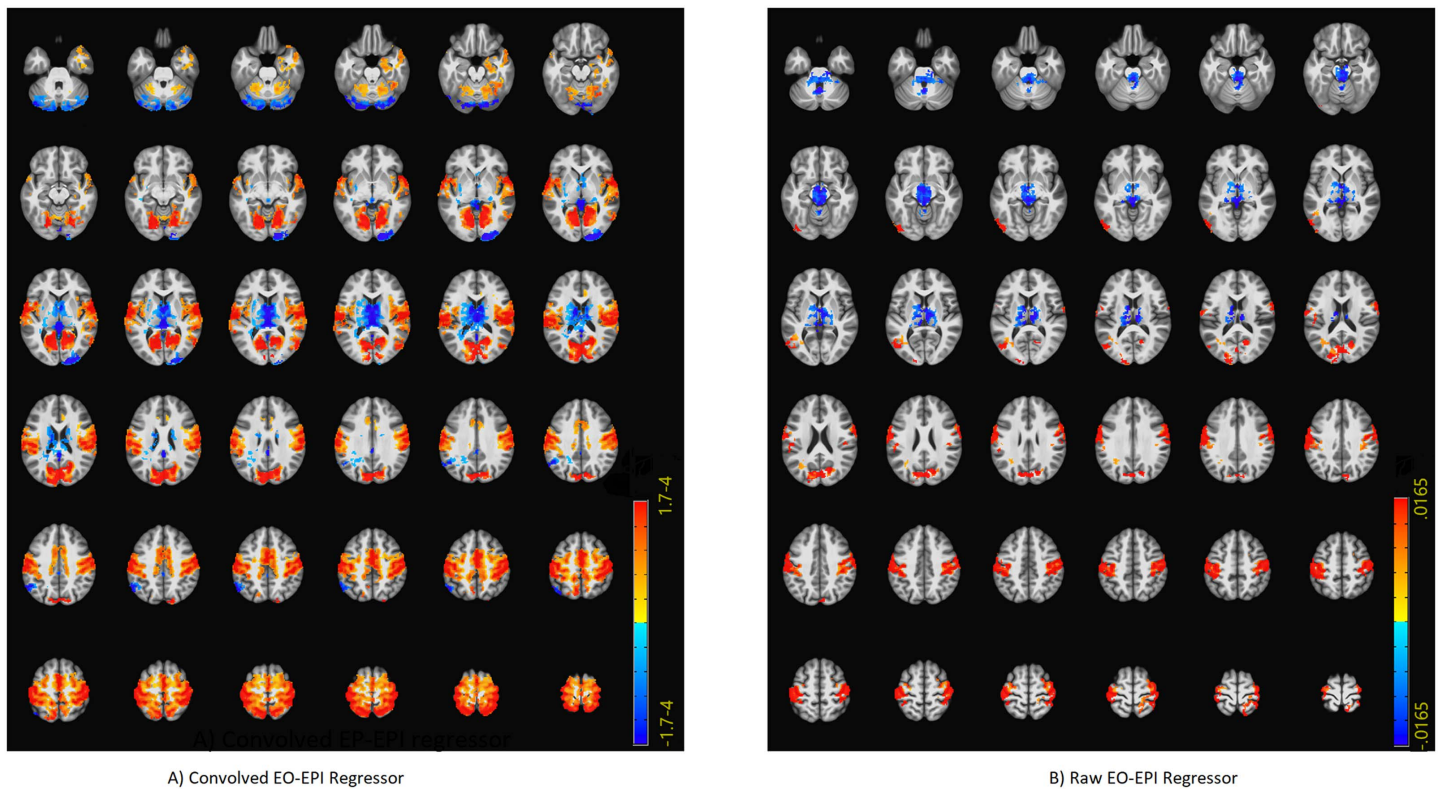 1.7-4
-1.7-4
A) Convolved EP-EPI regressor
A) Convolved EO-EPI Regressor
.0165
-.0165
B) Raw EO-EPI Regressor